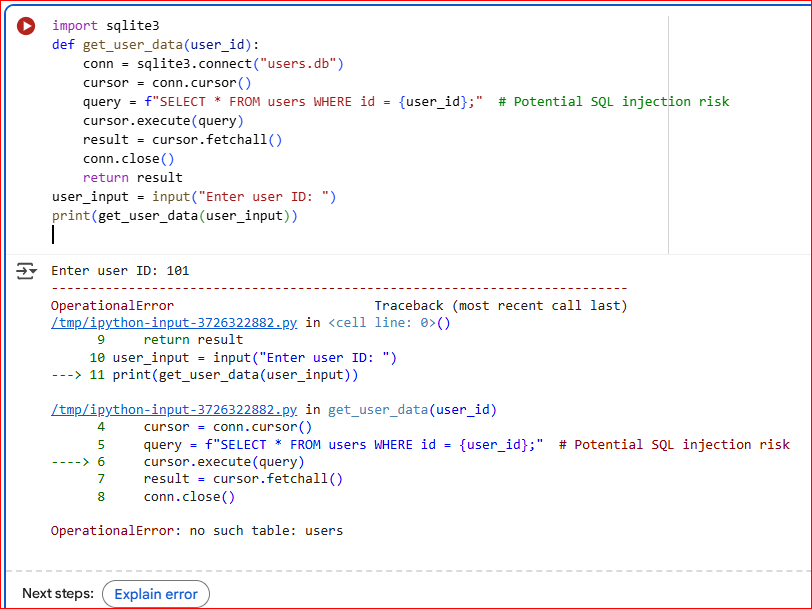 import sqlite3
def get_user_data(user_id):
    conn = sqlite3.connect("users.db")
    cursor = conn.cursor()
    query = f"SELECT * FROM users WHERE id = {user_id};"  # Potential SQL injection risk
    cursor.execute(query)
    result = cursor.fetchall()
    conn.close()
    return result
user_input = input("Enter user ID: ")
print(get_user_data(user_input))
Enter user ID: 101
---------------------------------------------------------------------------
OperationalError                          Traceback (most recent call last)
/tmp/ipython-input-3726322882.py in <cell line: 0>()
      9     return result
     10 user_input = input("Enter user ID: ")
---> 11 print(get_user_data(user_input))
/tmp/ipython-input-3726322882.py in get_user_data(user_id)
      4     cursor = conn.cursor()
      5     query = f"SELECT * FROM users WHERE id = {user_id};"  # Potential SQL injection risk
----> 6     cursor.execute(query)
      7     result = cursor.fetchall()
      8     conn.close()
OperationalError: no such table: users
Next steps: Explain error